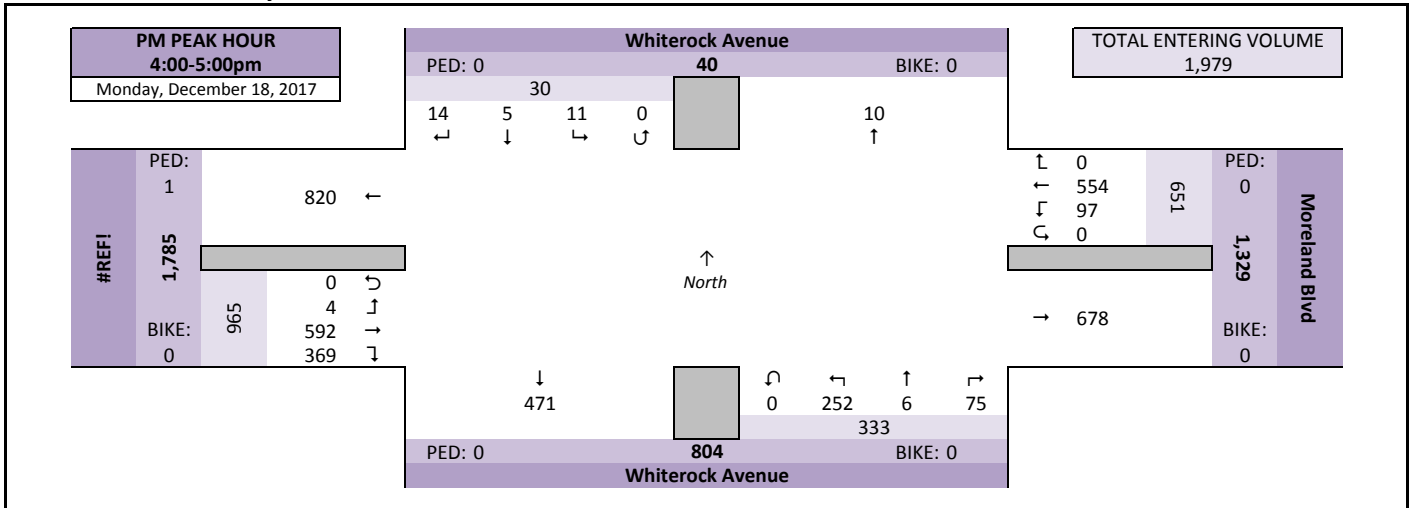 PM PEAK HOUR
4:00-5:00pm
Monday, December 18, 2017
Whiterock Avenue
PED: 0 40 BIKE: 0
30
14 5 11 0 10
↵ ↓ ↳ ↺ ↑
TOTAL ENTERING VOLUME
1,979
#REF!
PED:
1
1,785
BIKE:
0
965
820 ←
0 ⮌
4 ⮥
592 →
369 ↴
↑
North
↑ 0
← 554
↓ 97
⮎ 0
651
→ 678
PED:
0
1,329
BIKE:
0
Moreland Blvd
↓
471
↶ ↰ ↑ ↱
0 252 6 75
333
PED: 0 804 BIKE: 0
Whiterock Avenue